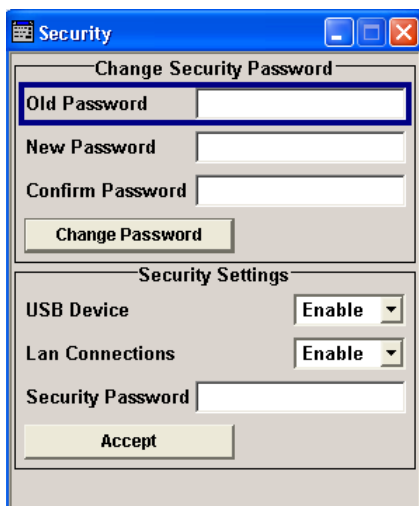 Security
Change Security Password
Old Password
New Password
Confirm Password
Change Password
Security Settings
USB Device Enable
Lan Connections Enable
Security Password
Accept